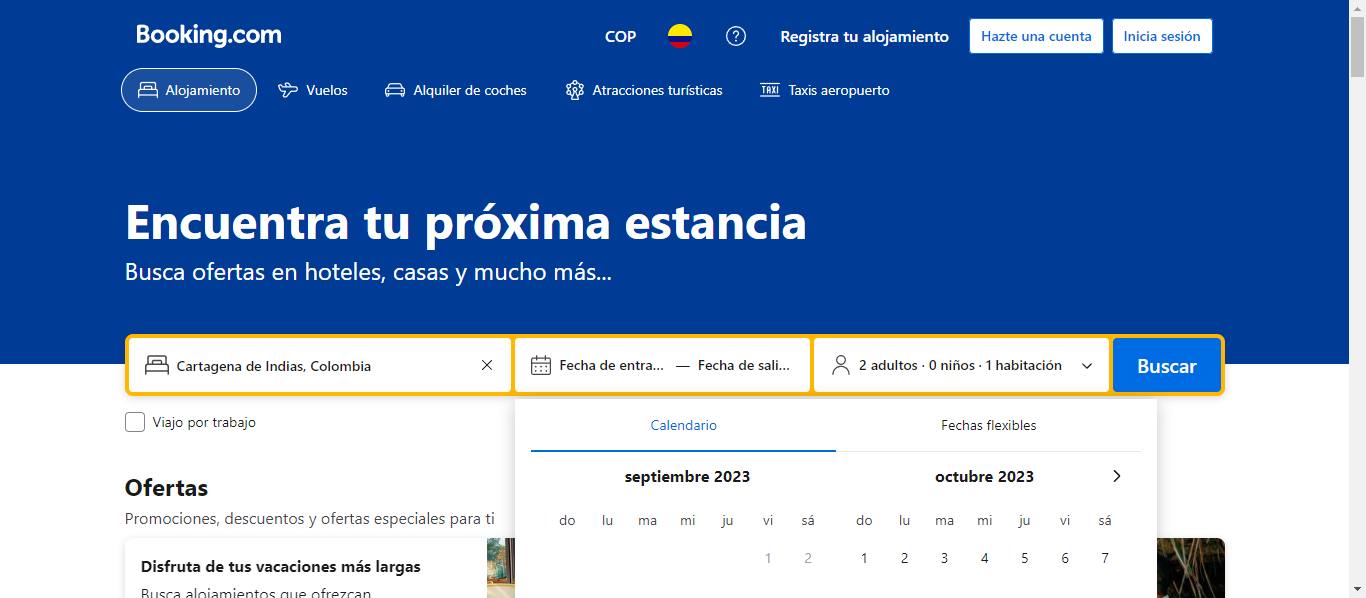 Booking.com
COP
Registra tu alojamiento
Hazte una cuenta
Inicia sesión
Alojamiento
Vuelos
Alquiler de coches
Atracciones turísticas
TAXI
Taxis aeropuerto
Encuentra tu próxima estancia
Busca ofertas en hoteles, casas y mucho más...
Cartagena de Indias, Colombia
Fecha de entra... — Fecha de sali...
2 adultos · 0 niños · 1 habitación
Buscar
Viajo por trabajo
Calendario
Fechas flexibles
septiembre 2023
octubre 2023
do lu ma mi ju vi sá
do lu ma mi ju vi sá
1 2
1 2 3 4 5 6 7
Ofertas
Promociones, descuentos y ofertas especiales para ti
Disfruta de tus vacaciones más largas
Busca alojamientos que ofrezcan